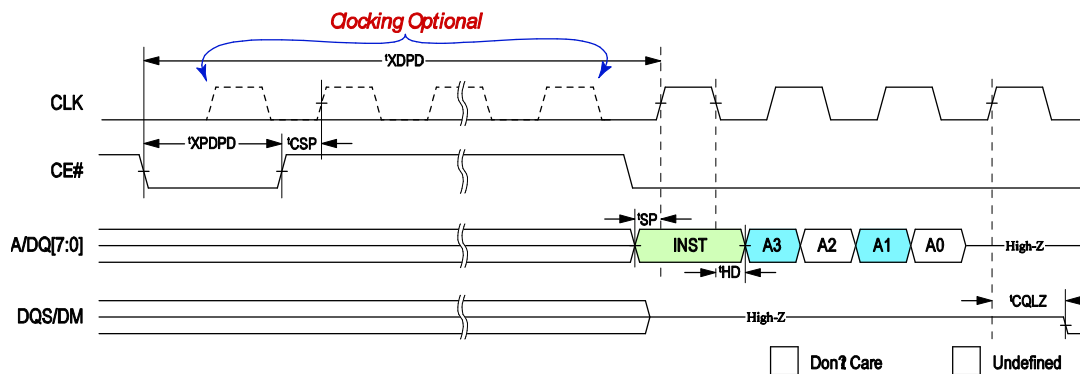 Clocking Optional
tXDPD
CLK
tXPDPD
tCSP
CE#
tSP
A/DQ[7:0]
INST
A3
A2
A1
A0
High-Z
tHD
tCQLZ
DQS/DM
High-Z
Don? Care
Undefined